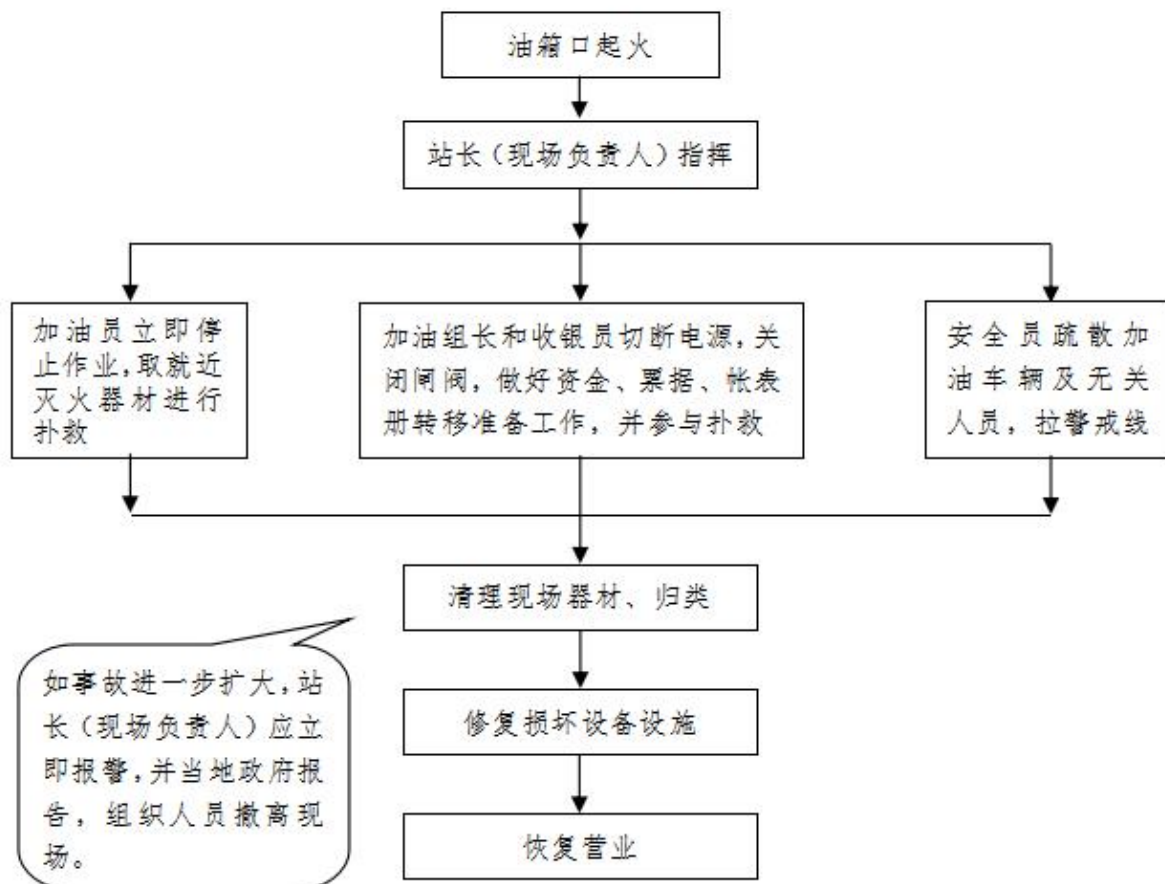 油箱口起火
站长（现场负责人）指挥
加油员立即停
止作业，取就近
灭火器材进行
扑救
加油组长和收银员切断电源，关
闭闸阀，做好资金、票据、帐表
册转移准备工作，并参与扑救
安全员疏散加
油车辆及无关
人员，拉警戒线
清理现场器材、归类
如事故进一步扩大，站
长（现场负责人）应立
即报警，并当地政府报
告，组织人员撤离现
场。
修复损坏设备设施
恢复营业